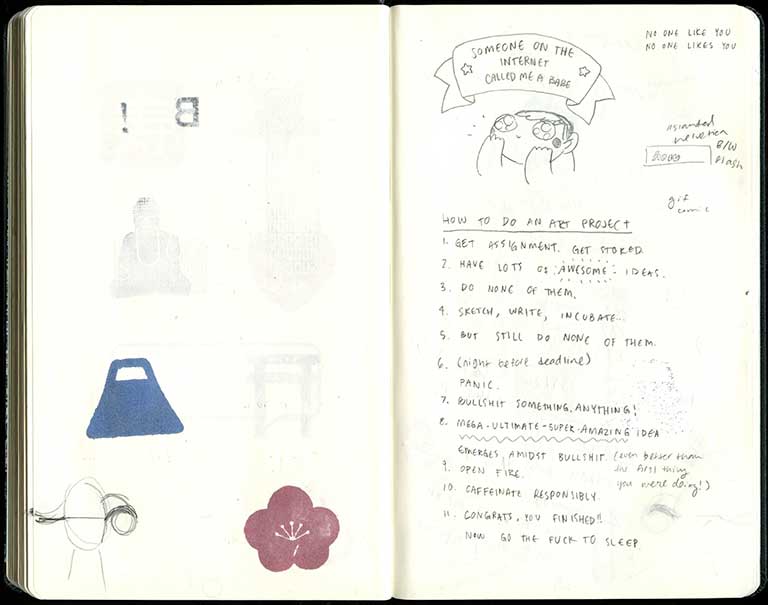 B !
SOMEONE ON THE
INTERNET
CALLED ME A BABE
NO ONE LIKE YOU
NO ONE LIKES YOU
helvetica
B/W
flash
gif
comic
HOW TO DO AN ART PROJECT
1. GET ASSIGNMENT. GET STOKED.
2. HAVE LOTS OF AWESOME IDEAS.
3. DO NONE OF THEM.
4. SKETCH, WRITE, INCUBATE...
5. BUT STILL DO NONE OF THEM.
6. (night before deadline)
PANIC.
7. BULLSHIT SOMETHING, ANYTHING!
8. MEGA-ULTIMATE-SUPER-AMAZING IDEA
EMERGES AMIDST BULLSHIT. (even better than
the first thing
you were doing!)
9. OPEN FIRE.
10. CAFFEINATE RESPONSIBLY.
11. CONGRATS, YOU FINISHED!!
NOW GO THE FUCK TO SLEEP